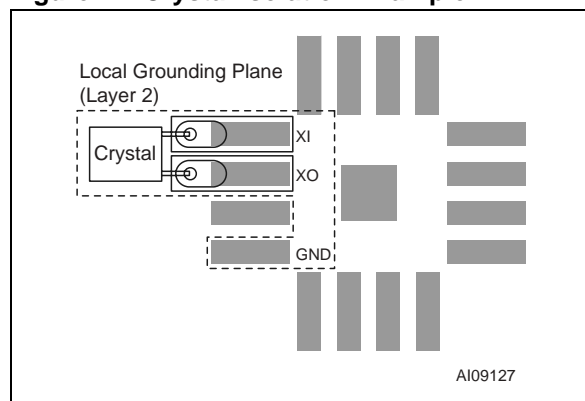 Local Grounding Plane
(Layer 2)
XI
Crystal
XO
GND
AI09127